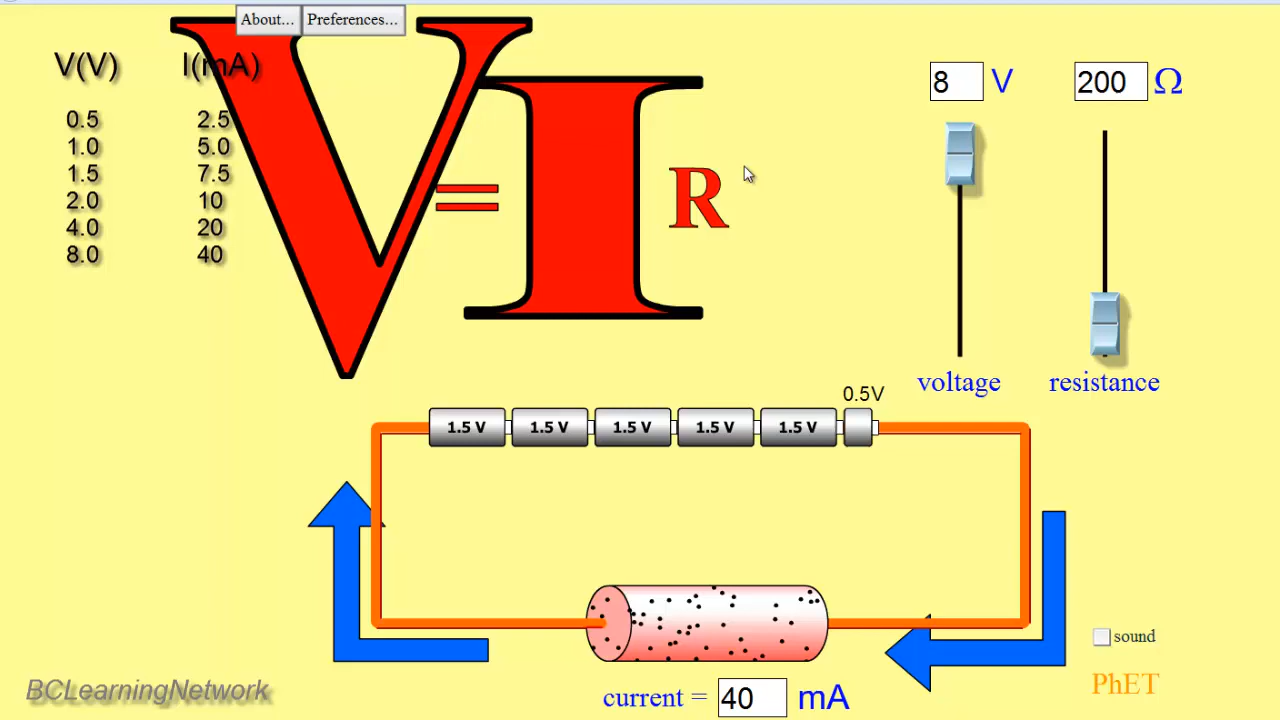 About... Preferences...
V(V) I(mA)
0.5 2.5
1.0 5.0
1.5 7.5
2.0 10
4.0 20
8.0 40
V = I R
8 V
200 Ω
voltage
resistance
0.5V
1.5 V 1.5 V 1.5 V 1.5 V 1.5 V
sound
PhET
current = 40 mA
BCLearningNetwork